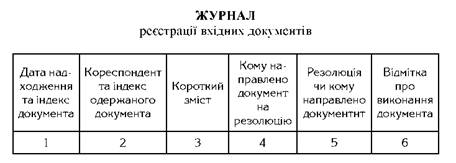 ЖУРНАЛ
реєстрації вхідних документів
Дата над-
ходження
та індекс
документа
Кореспондент
та індекс
одержаного
документа
Короткий
зміст
Кому на-
правлено
документ
на
резолюцію
Резолюція
чи кому
направлено
документнт
Відмітка
про
виконання
документа
1 2 3 4 5 6